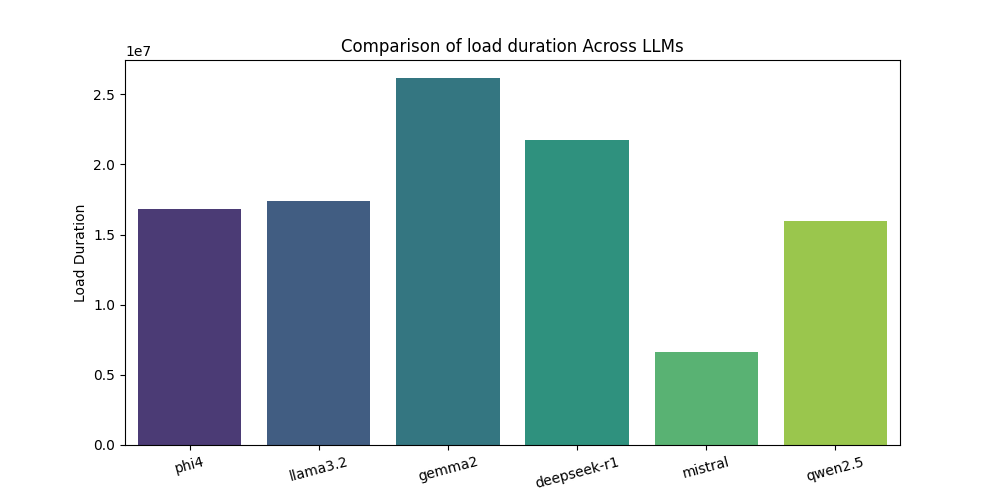 Comparison of load duration Across LLMs
1e7
2.5
2.0
1.5
1.0
0.5
0.0
Load Duration
phi4
llama3.2
gemma2
deepseek-r1
mistral
qwen2.5